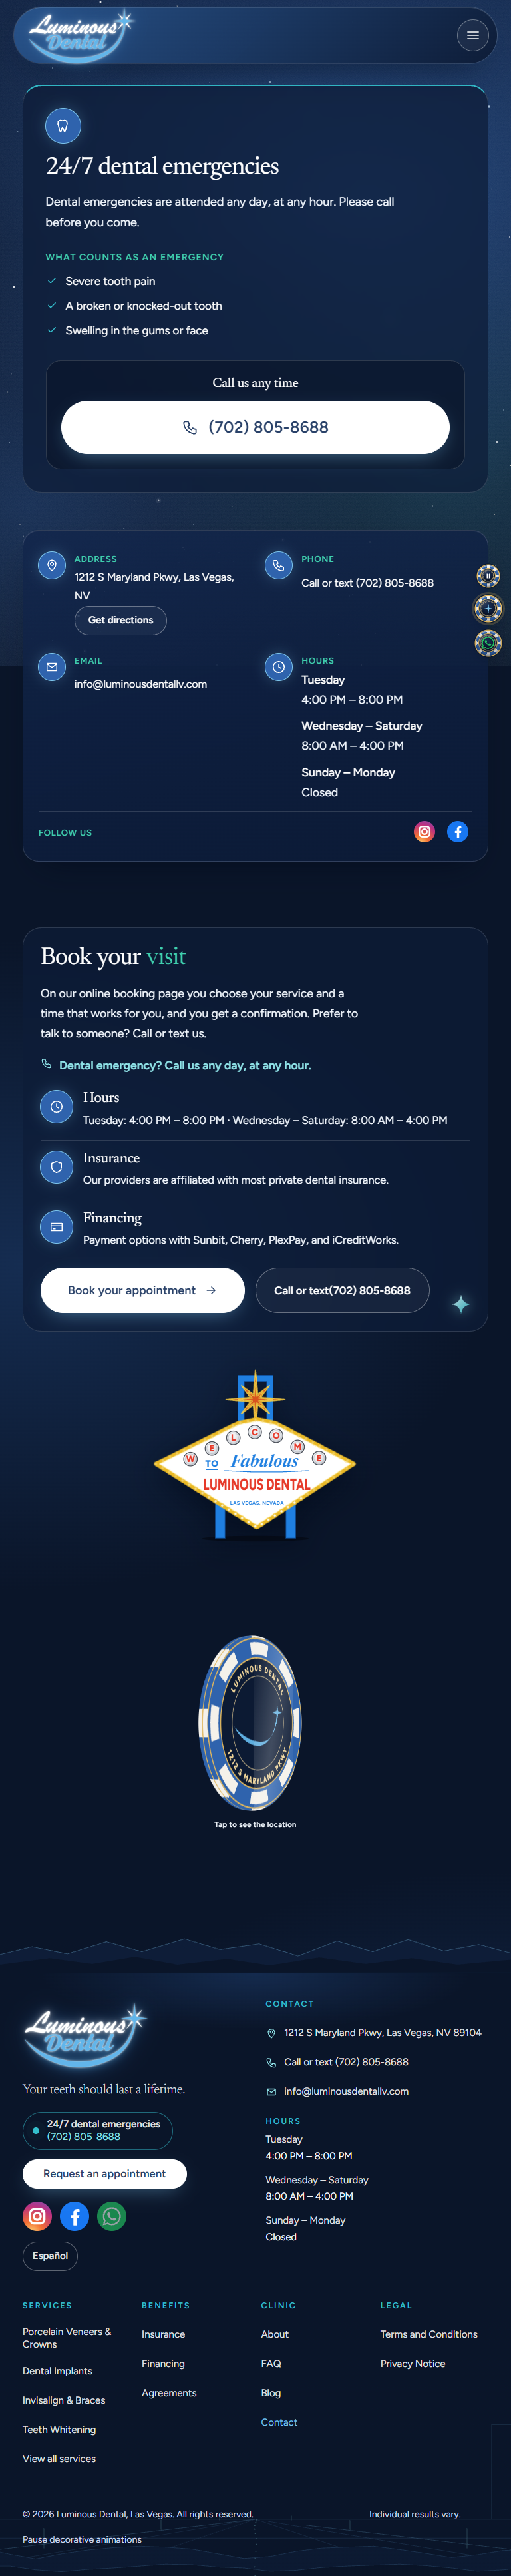 Luminous
Dental
24/7 dental emergencies
Dental emergencies are attended any day, at any hour. Please call
before you come.
WHAT COUNTS AS AN EMERGENCY
Severe tooth pain
A broken or knocked-out tooth
Swelling in the gums or face
Call us any time
(702) 805-8688
ADDRESS
1212 S Maryland Pkwy, Las Vegas,
NV
Get directions
PHONE
Call or text (702) 805-8688
EMAIL
info@luminousdentallv.com
HOURS
Tuesday
4:00 PM – 8:00 PM
Wednesday – Saturday
8:00 AM – 4:00 PM
Sunday – Monday
Closed
FOLLOW US
Book your visit
On our online booking page you choose your service and a
time that works for you, and you get a confirmation. Prefer to
talk to someone? Call or text us.
Dental emergency? Call us any day, at any hour.
Hours
Tuesday: 4:00 PM – 8:00 PM · Wednesday – Saturday: 8:00 AM – 4:00 PM
Insurance
Our providers are affiliated with most private dental insurance.
Financing
Payment options with Sunbit, Cherry, PlexPay, and iCreditWorks.
Book your appointment
Call or text(702) 805-8688
WELCOME
TO Fabulous
LUMINOUS DENTAL
LAS VEGAS, NEVADA
LUMINOUS DENTAL
1212 S MARYLAND PKWY
Tap to see the location
Luminous
Dental
Your teeth should last a lifetime.
24/7 dental emergencies
(702) 805-8688
Request an appointment
Español
CONTACT
1212 S Maryland Pkwy, Las Vegas, NV 89104
Call or text (702) 805-8688
info@luminousdentallv.com
HOURS
Tuesday
4:00 PM – 8:00 PM
Wednesday – Saturday
8:00 AM – 4:00 PM
Sunday – Monday
Closed
SERVICES
Porcelain Veneers &
Crowns
Dental Implants
Invisalign & Braces
Teeth Whitening
View all services
BENEFITS
Insurance
Financing
Agreements
CLINIC
About
FAQ
Blog
Contact
LEGAL
Terms and Conditions
Privacy Notice
© 2026 Luminous Dental, Las Vegas. All rights reserved.
Individual results vary.
Pause decorative animations